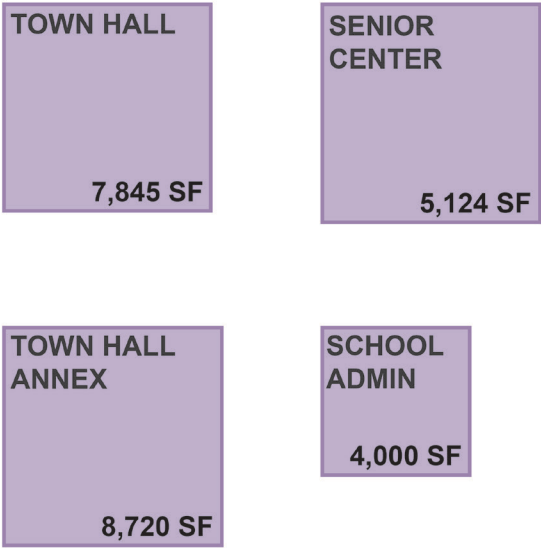 TOWN HALL
7,845 SF
SENIOR
CENTER
5,124 SF
TOWN HALL
ANNEX
8,720 SF
SCHOOL
ADMIN
4,000 SF